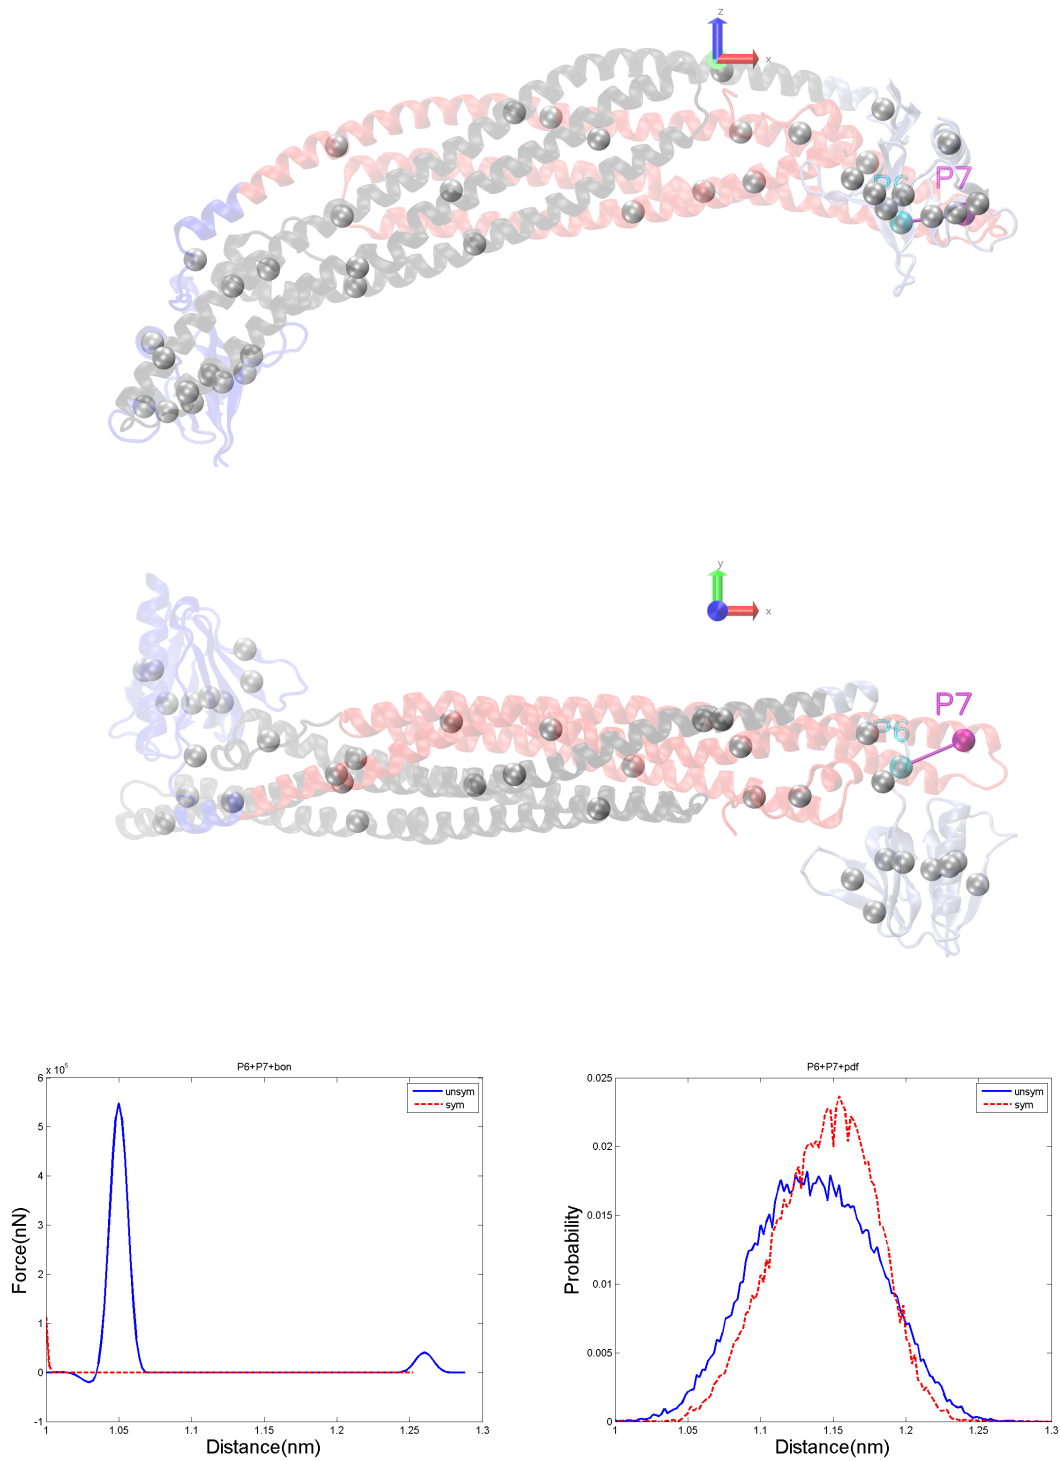 z
x
P6
P7
y
x
P7
P6
P6+P7+bon
x 10^5
6
5
4
3
2
1
0
-1
Force(nN)
unsym
sym
1
1.05
1.1
1.15
1.2
1.25
1.3
Distance(nm)
P6+P7+pdf
0.025
0.02
0.015
0.01
0.005
0
Probability
unsym
sym
1
1.05
1.1
1.15
1.2
1.25
1.3
Distance(nm)